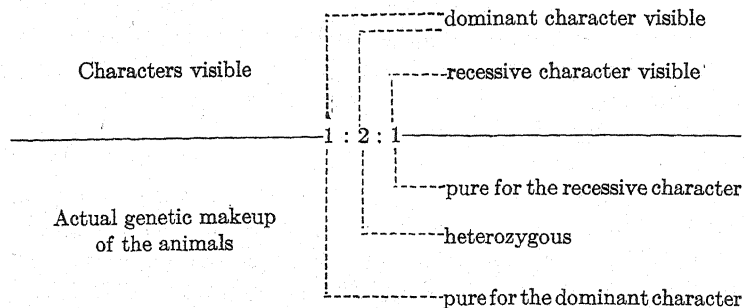 dominant character visible
Characters visible
recessive character visible
1 : 2 : 1
pure for the recessive character
Actual genetic makeup
of the animals
heterozygous
pure for the dominant character